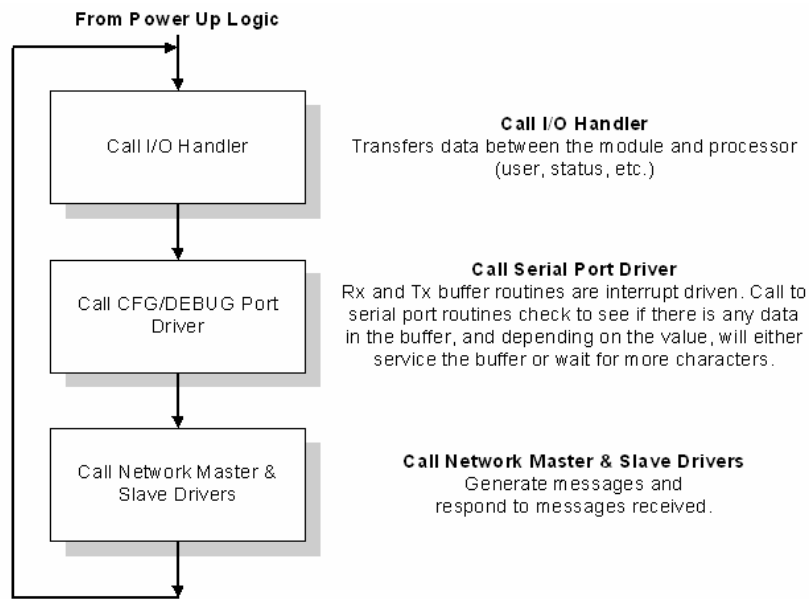 From Power Up Logic
Call I/O Handler
Call I/O Handler
Transfers data between the module and processor
(user, status, etc.)
Call CFG/DEBUG Port
Driver
Call Serial Port Driver
Rx and Tx buffer routines are interrupt driven. Call to
serial port routines check to see if there is any data
in the buffer, and depending on the value, will either
service the buffer or wait for more characters.
Call Network Master &
Slave Drivers
Call Network Master & Slave Drivers
Generate messages and
respond to messages received.